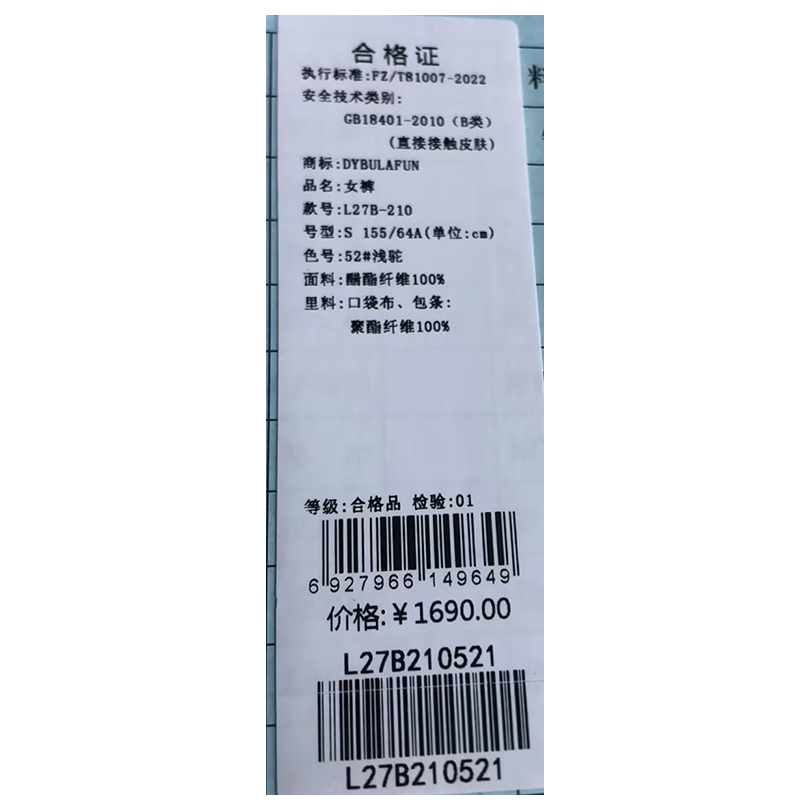 合格证
执行标准:FZ/T81007-2022
安全技术类别:
GB18401-2010（B类）
(直接接触皮肤)
商标:DYBULAFUN
品名:女裤
款号:L27B-210
号型:S 155/64A(单位:cm)
色号:52#浅驼
面料:醋酯纤维100%
里料:口袋布、包条:
聚酯纤维100%
等级:合格品 检验:01
6 927966 149649
价格:￥1690.00
L27B210521
L27B210521
料